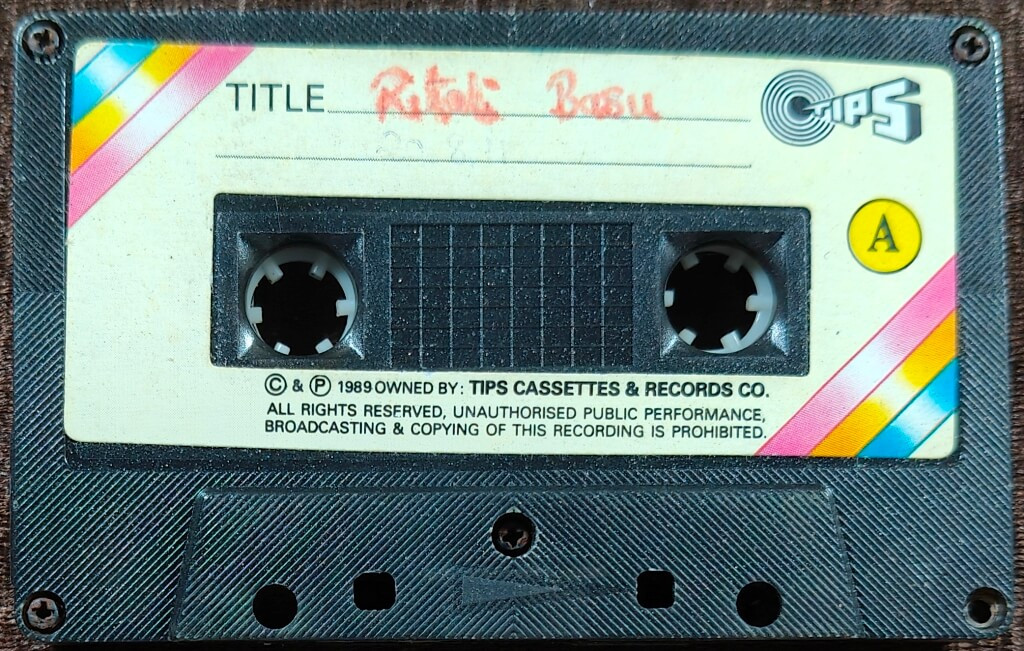 TITLE Ritali Basu
TIPS
A
© & ℗ 1989 OWNED BY: TIPS CASSETTES & RECORDS CO.
ALL RIGHTS RESERVED, UNAUTHORISED PUBLIC PERFORMANCE,
BROADCASTING & COPYING OF THIS RECORDING IS PROHIBITED.